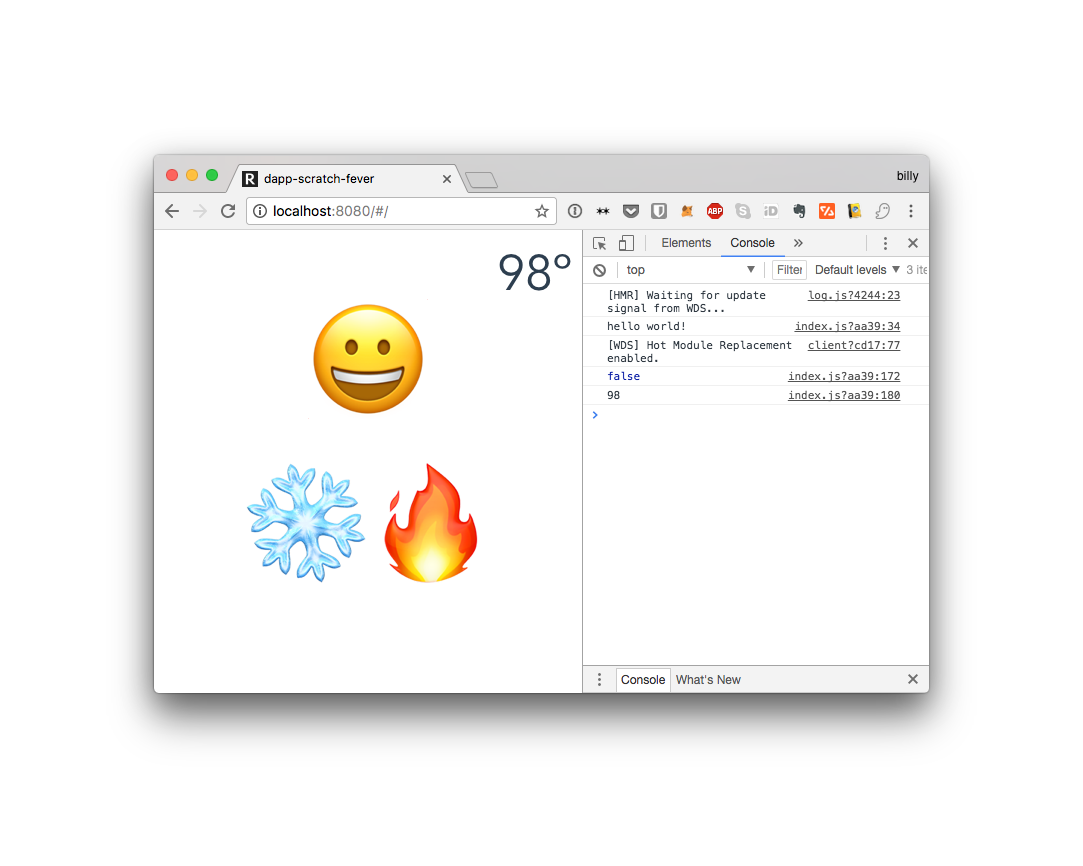 R dapp-scratch-fever
billy
localhost:8080/#/
ABP
iD
98°
Elements Console »
top Filter Default levels 3 ite
[HMR] Waiting for update log.js?4244:23
signal from WDS...
hello world! index.js?aa39:34
[WDS] Hot Module Replacement client?cd17:77
enabled.
false index.js?aa39:172
98 index.js?aa39:180
>
Console What's New